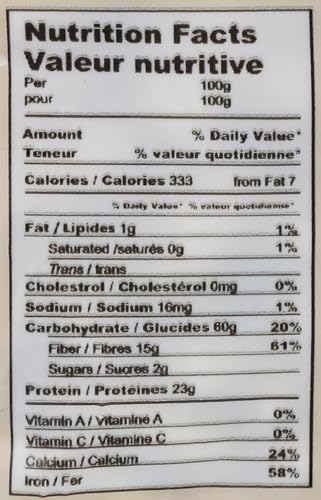 Nutrition Facts
Valeur nutritive
Per 100g
pour 100g
Amount % Daily Value*
Teneur % valeur quotidienne*
Calories / Calories 333 from Fat 7
% Daily Value* % valeur quotidienne*
Fat / Lipides 1g 1%
Saturated /saturés 0g 1%
Trans / trans
Cholestrol / Cholestérol 0mg 0%
Sodium / Sodium 16mg 1%
Carbohydrate / Glucides 60g 20%
Fiber / Fibres 15g 61%
Sugars / Sucres 2g
Protein / Protéines 23g
Vitamin A / Vitamine A 0%
Vitamin C / Vitamine C 0%
Calcium / Calcium 24%
Iron / Fer 58%